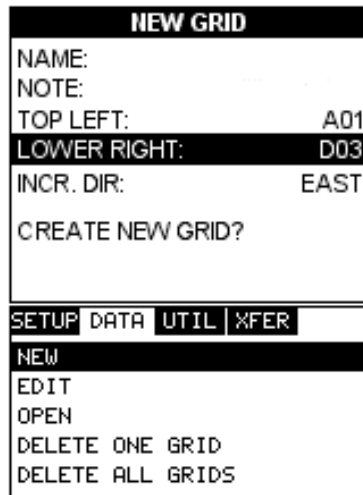 NEW GRID
NAME:
NOTE:
TOP LEFT: A01
LOWER RIGHT: D03
INCR. DIR: EAST
CREATE NEW GRID?
SETUP DATA UTIL XFER
NEW
EDIT
OPEN
DELETE ONE GRID
DELETE ALL GRIDS